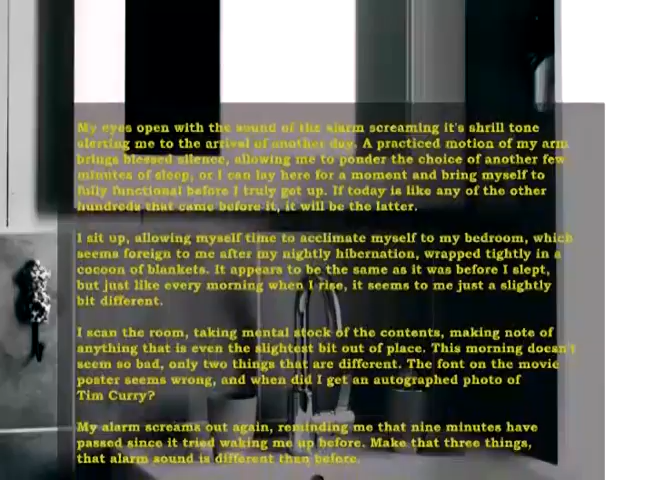 My eyes open with the sound of the alarm screaming it's shrill tone
alerting me to the arrival of another day. A practiced motion of my arm
brings blessed silence, allowing me to ponder the choice of another few
minutes of sleep, or I can lay here for a moment and bring myself to
fully functional before I truly get up. If today is like any of the other
hundreds that came before it, it will be the latter.
I sit up, allowing myself time to acclimate myself to my bedroom, which
seems foreign to me after my nightly hibernation, wrapped tightly in a
cocoon of blankets. It appears to be the same as it was before I slept,
but just like every morning when I rise, it seems to me just a slightly
bit different.
I scan the room, taking mental stock of the contents, making note of
anything that is even the slightest bit out of place. This morning doesn't
seem so bad, only two things that are different. The font on the movie
poster seems wrong, and when did I get an autographed photo of
Tim Curry?
My alarm screams out again, reminding me that nine minutes have
passed since it tried waking me up before. Make that three things,
that alarm sound is different then before.